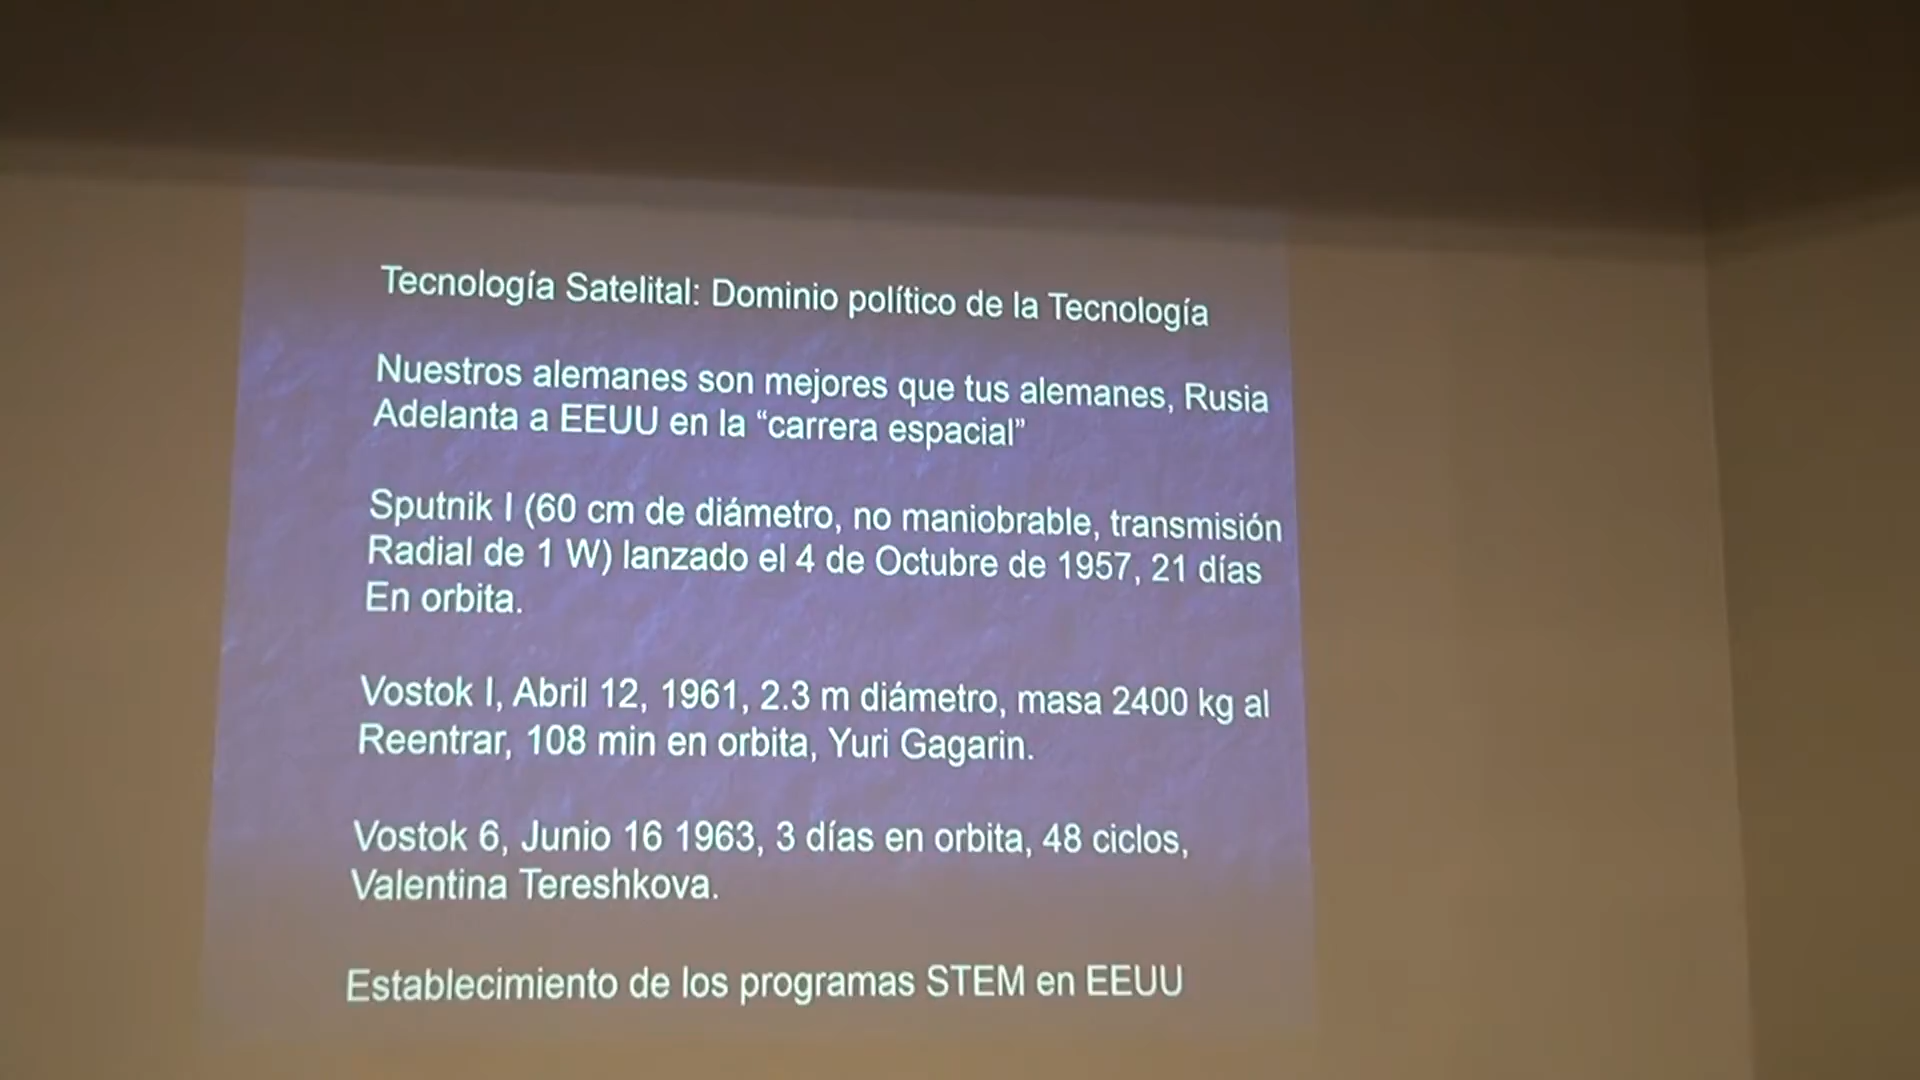 Tecnología Satelital: Dominio político de la Tecnología
Nuestros alemanes son mejores que tus alemanes, Rusia
Adelanta a EEUU en la “carrera espacial”
Sputnik I (60 cm de diámetro, no maniobrable, transmisión
Radial de 1 W) lanzado el 4 de Octubre de 1957, 21 días
En orbita.
Vostok I, Abril 12, 1961, 2.3 m diámetro, masa 2400 kg al
Reentrar, 108 min en orbita, Yuri Gagarin.
Vostok 6, Junio 16 1963, 3 días en orbita, 48 ciclos,
Valentina Tereshkova.
Establecimiento de los programas STEM en EEUU